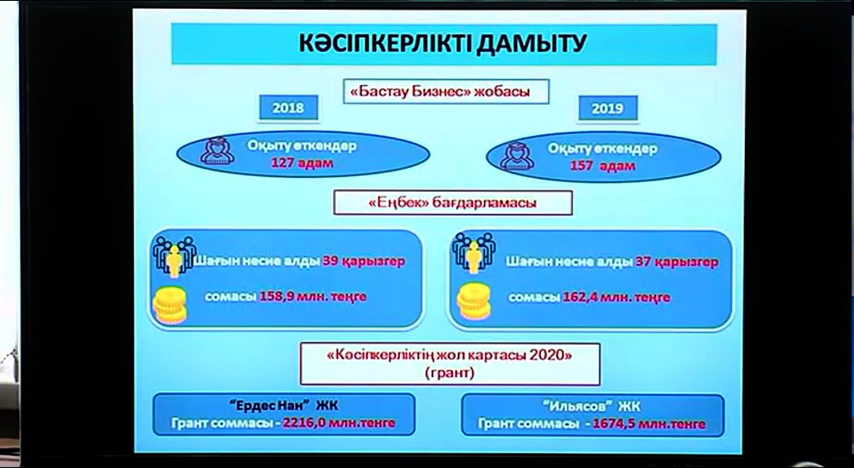 КӘСІПКЕРЛІКТІ ДАМЫТУ
«Бастау Бизнес» жобасы
2018
2019
Оқыту өткендер
127 адам
Оқыту өткендер
157 адам
«Еңбек» бағдарламасы
Шағын несие алды 39 қарызгер
сомасы 158,9 млн. теңге
Шағын несие алды 37 қарызгер
сомасы 162,4 млн. теңге
«Кәсіпкерліктің жол картасы 2020»
(грант)
“Ердес Нан” ЖК
Грант соммасы - 2216,0 млн.тенге
“Ильясов” ЖК
Грант соммасы - 1674,5 млн.тенге